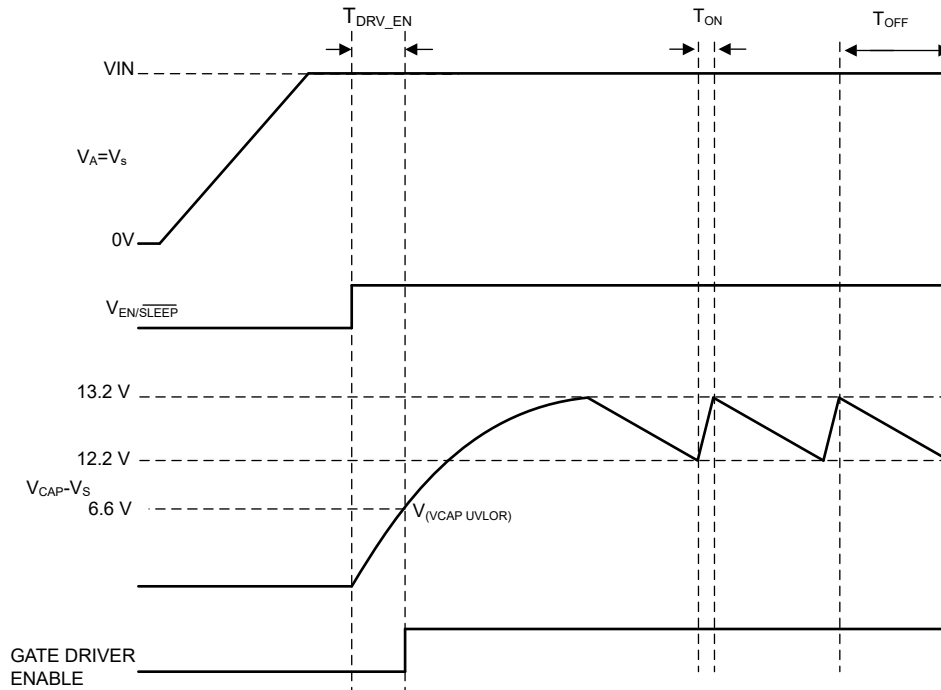 T_DRV_EN
T_ON
T_OFF
VIN
V_A=V_s
0V
V_EN/SLEEP
13.2 V
12.2 V
V_CAP-V_S
6.6 V
V_(VCAP UVLOR)
GATE DRIVER
ENABLE